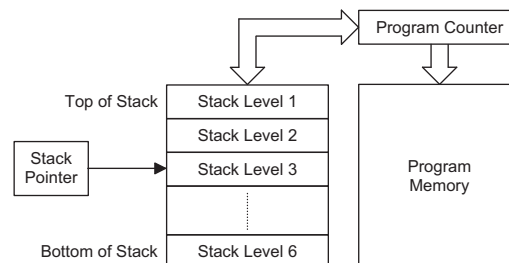 Program Counter
Top of Stack
Stack Level 1
Stack Level 2
Stack
Pointer
Stack Level 3
Program
Memory
Bottom of Stack
Stack Level 6